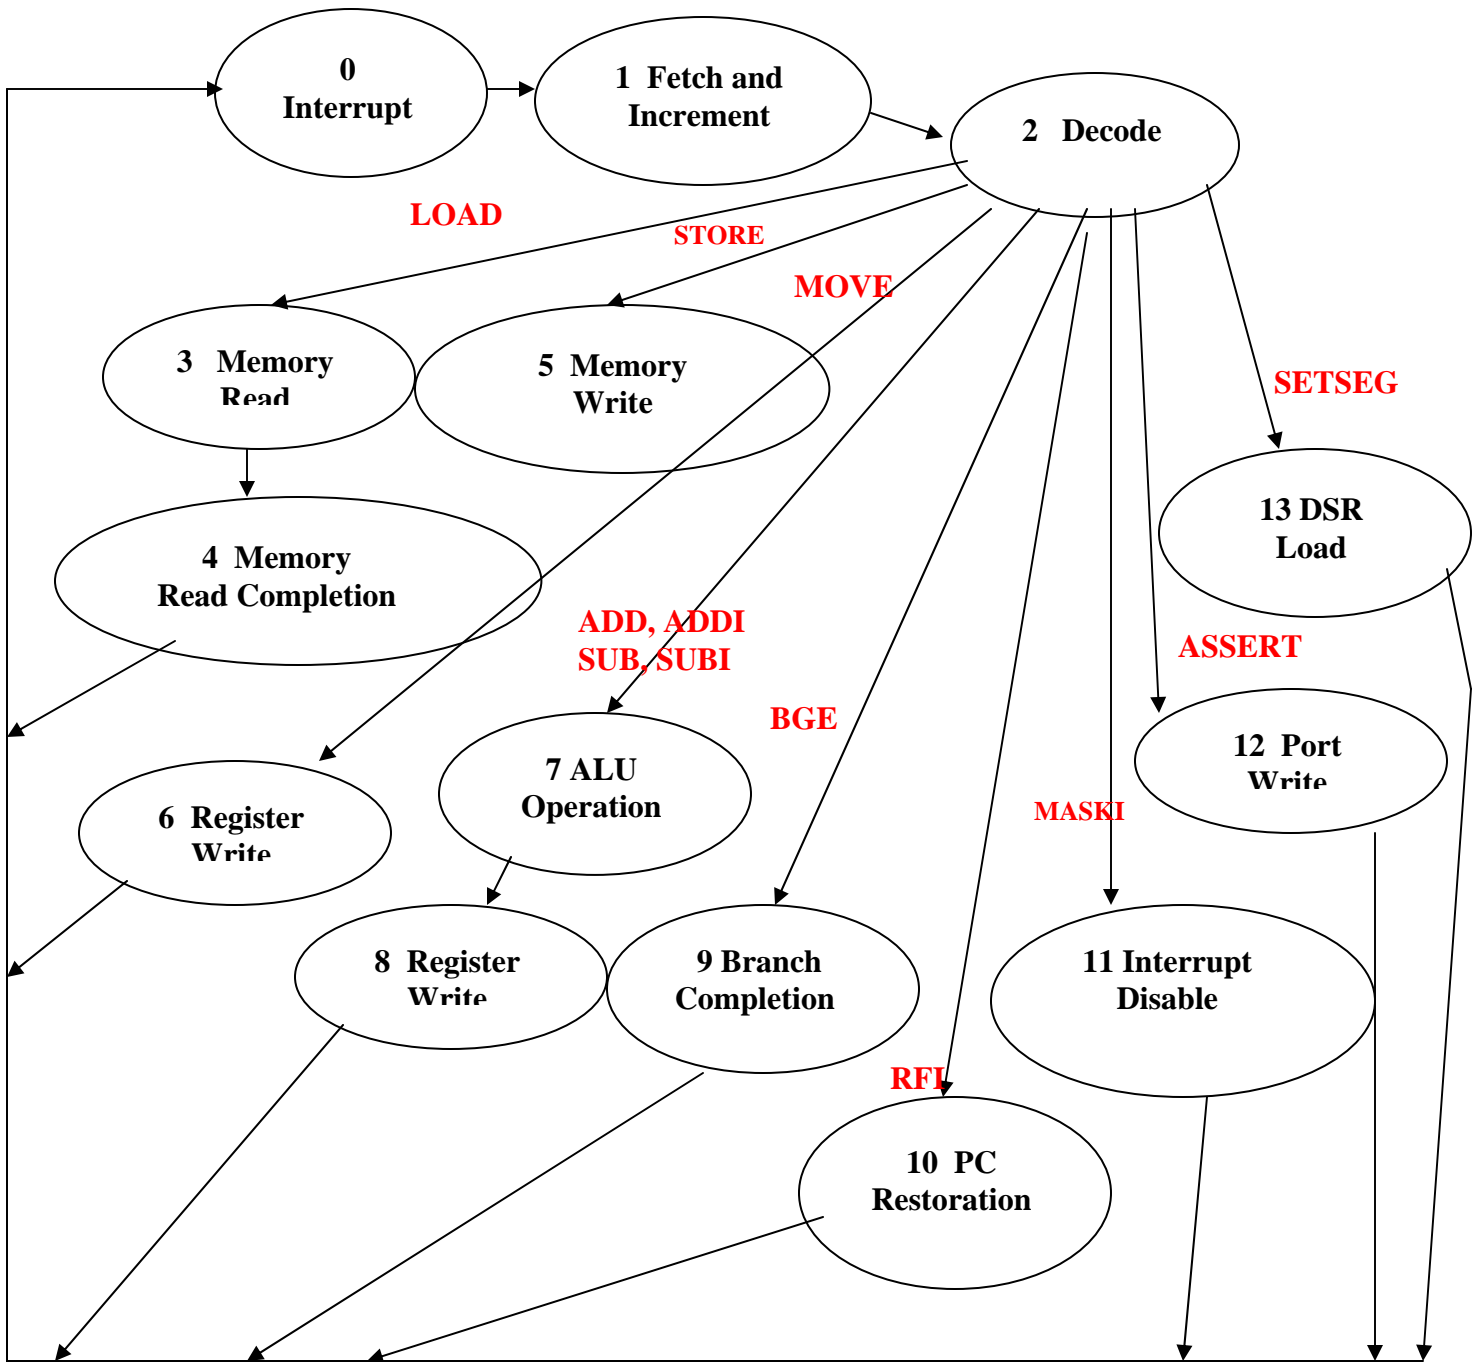 0
Interrupt
1 Fetch and
Increment
2 Decode
LOAD
STORE
MOVE
3 Memory
Read
5 Memory
Write
SETSEG
13 DSR
Load
4 Memory
Read Completion
ADD, ADDI
SUB, SUBI
ASSERT
BGE
12 Port
Write
7 ALU
Operation
MASKI
6 Register
Write
8 Register
Write
9 Branch
Completion
11 Interrupt
Disable
RFI
10 PC
Restoration